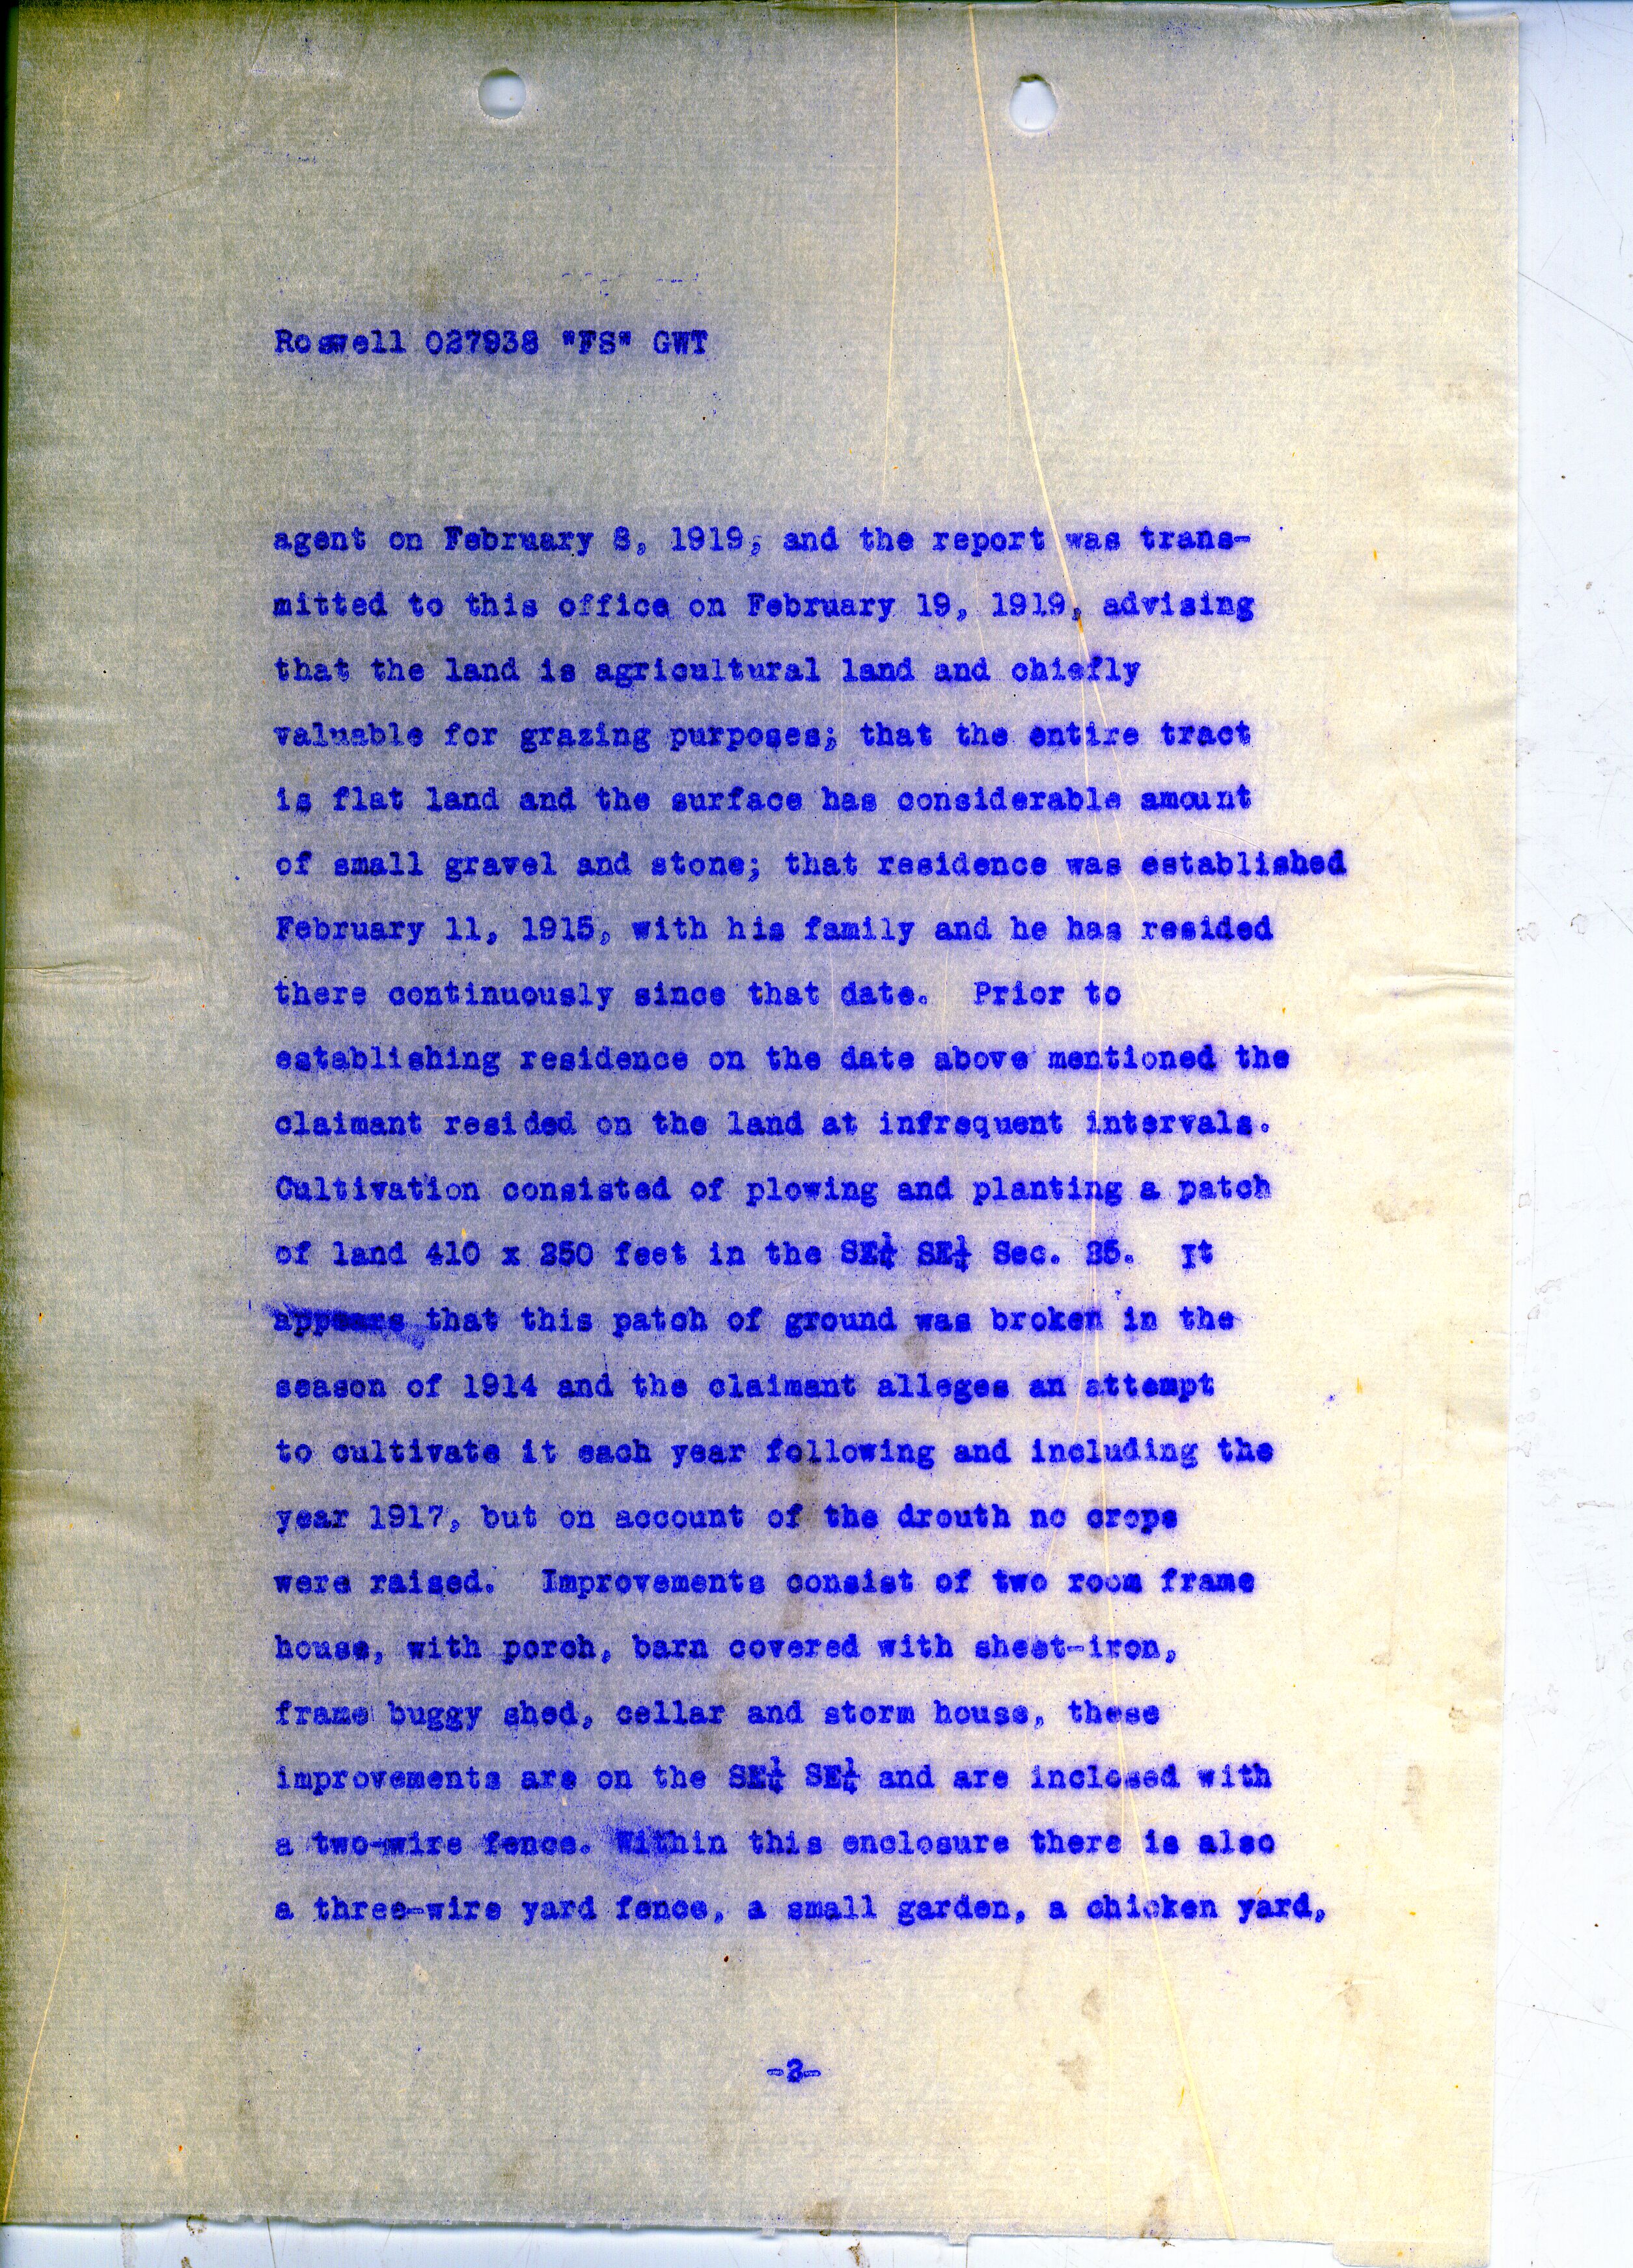 Roswell 027938 "FS" GWT
agent on February 8, 1919, and the report was trans-
mitted to this office on February 19, 1919, advising
that the land is agricultural land and chiefly
valuable for grazing purposes; that the entire tract
is flat land and the surface has considerable amount
of small gravel and stone; that residence was established
February 11, 1915, with his family and he has resided
there continuously since that date. Prior to
establishing residence on the date above mentioned the
claimant resided on the land at infrequent intervals.
Cultivation consisted of plowing and planting a patch
of land 410 x 250 feet in the SE¼ SE¼ Sec. It
appears that this patch of ground was broken in the
season of 1914 and the claimant alleges an attempt
to cultivate it each year following and including the
year 1917, but on account of the drouth no crops
were raised. Improvements consist of two room frame
house, with porch, barn covered with sheet-iron,
frame buggy shed, cellar and storm house, these
improvements are on the SE¼ SE¼ and are inclosed with
a two-wire fence. Within this enclosure there is also
a three-wire yard fence, a small garden, a chicken yard,